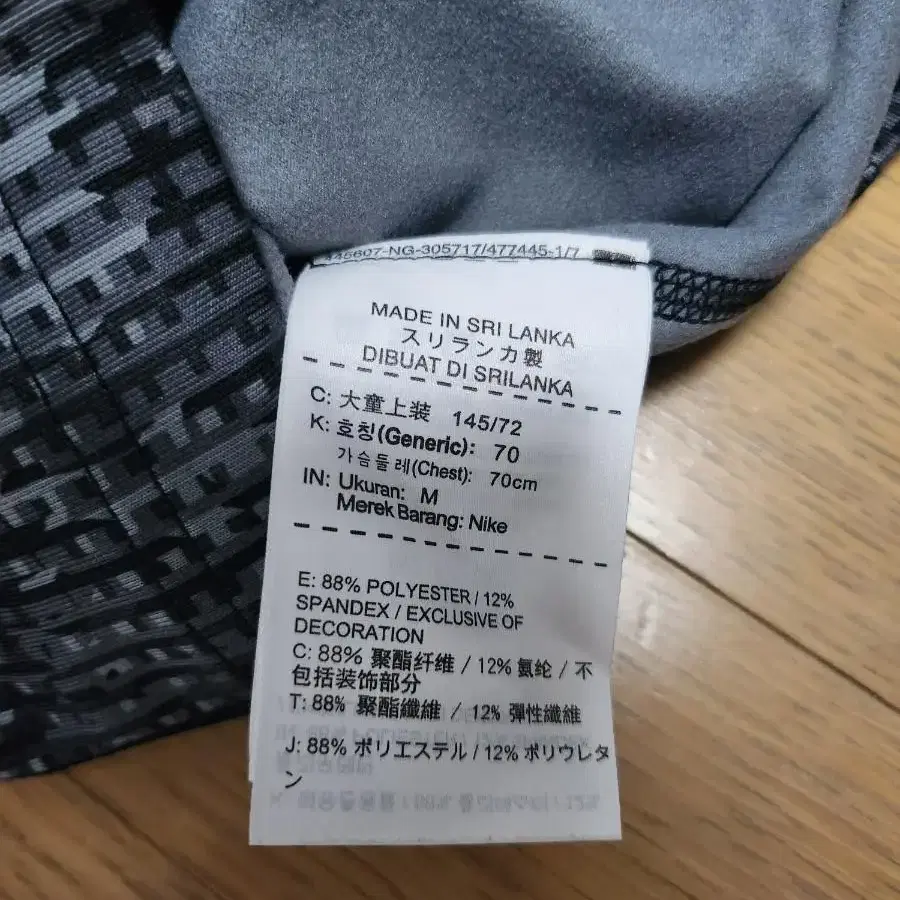 445607-NG-305717/477445-1/7
MADE IN SRI LANKA
スリランカ製
DIBUAT DI SRILANKA
C: 大童上装 145/72
K: 호칭(Generic): 70
가슴둘레(Chest): 70cm
IN: Ukuran: M
Merek Barang: Nike
E: 88% POLYESTER / 12%
SPANDEX / EXCLUSIVE OF
DECORATION
C: 88% 聚酯纤维 / 12% 氨纶 / 不
包括装饰部分
T: 88% 聚酯纖維 / 12% 彈性纖維
J: 88% ポリエステル / 12% ポリウレタ
ン